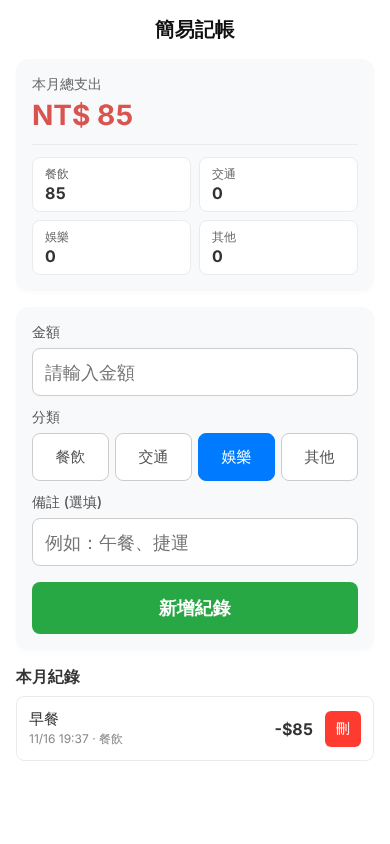 簡易記帳
本月總支出
NT$ 85
餐飲
85
交通
0
娛樂
0
其他
0
金額
請輸入金額
分類
餐飲 交通 娛樂 其他
備註 (選填)
例如：午餐、捷運
新增紀錄
本月紀錄
早餐
11/16 19:37 · 餐飲
-$85 刪